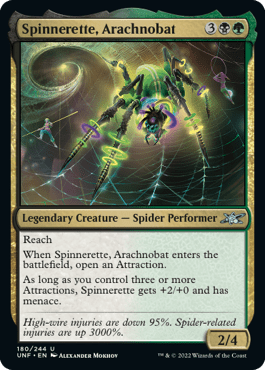 Spinnerette, Arachnobat 3
Legendary Creature — Spider Performer
Reach
When Spinnerette, Arachnobat enters the
battlefield, open an Attraction.
As long as you control three or more
Attractions, Spinnerette gets +2/+0 and has
menace.
High-wire injuries are down 95%. Spider-related
injuries are up 3000%.
2/4
180/244 U
UNF • EN Alexander Mokhov
™ & © 2022 Wizards of the Coast